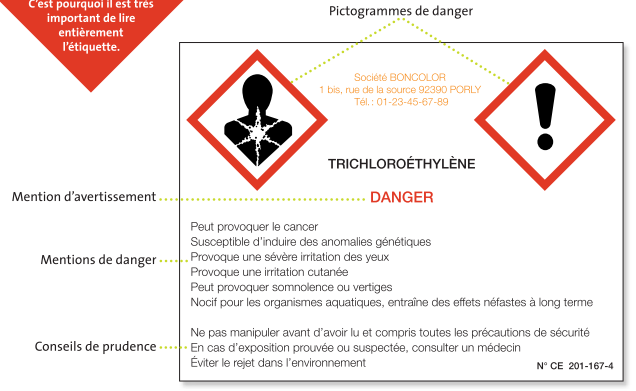 C'est pourquoi il est très
important de lire
entièrement
l'étiquette.
Pictogrammes de danger
Société BONCOLOR
1 bis, rue de la source 92390 PORLY
Tél. : 01-23-45-67-89
TRICHLOROÉTHYLÈNE
Mention d'avertissement
DANGER
Peut provoquer le cancer
Susceptible d'induire des anomalies génétiques
Mentions de danger
Provoque une sévère irritation des yeux
Provoque une irritation cutanée
Peut provoquer somnolence ou vertiges
Nocif pour les organismes aquatiques, entraîne des effets néfastes à long terme
Ne pas manipuler avant d'avoir lu et compris toutes les précautions de sécurité
Conseils de prudence
En cas d'exposition prouvée ou suspectée, consulter un médecin
Éviter le rejet dans l'environnement
N° CE 201-167-4